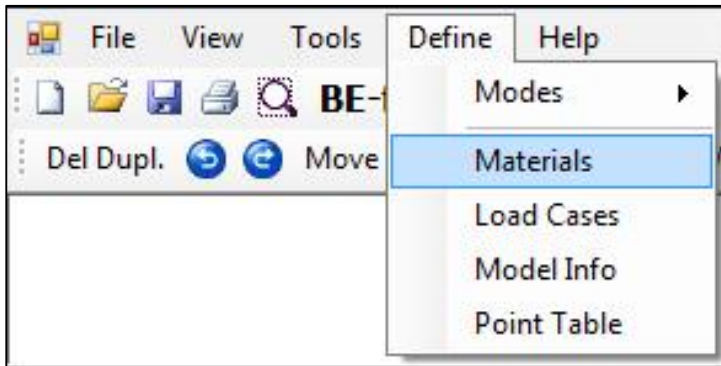 File View Tools Define Help
BE- Modes
Del Dupl. Move Materials
Load Cases
Model Info
Point Table